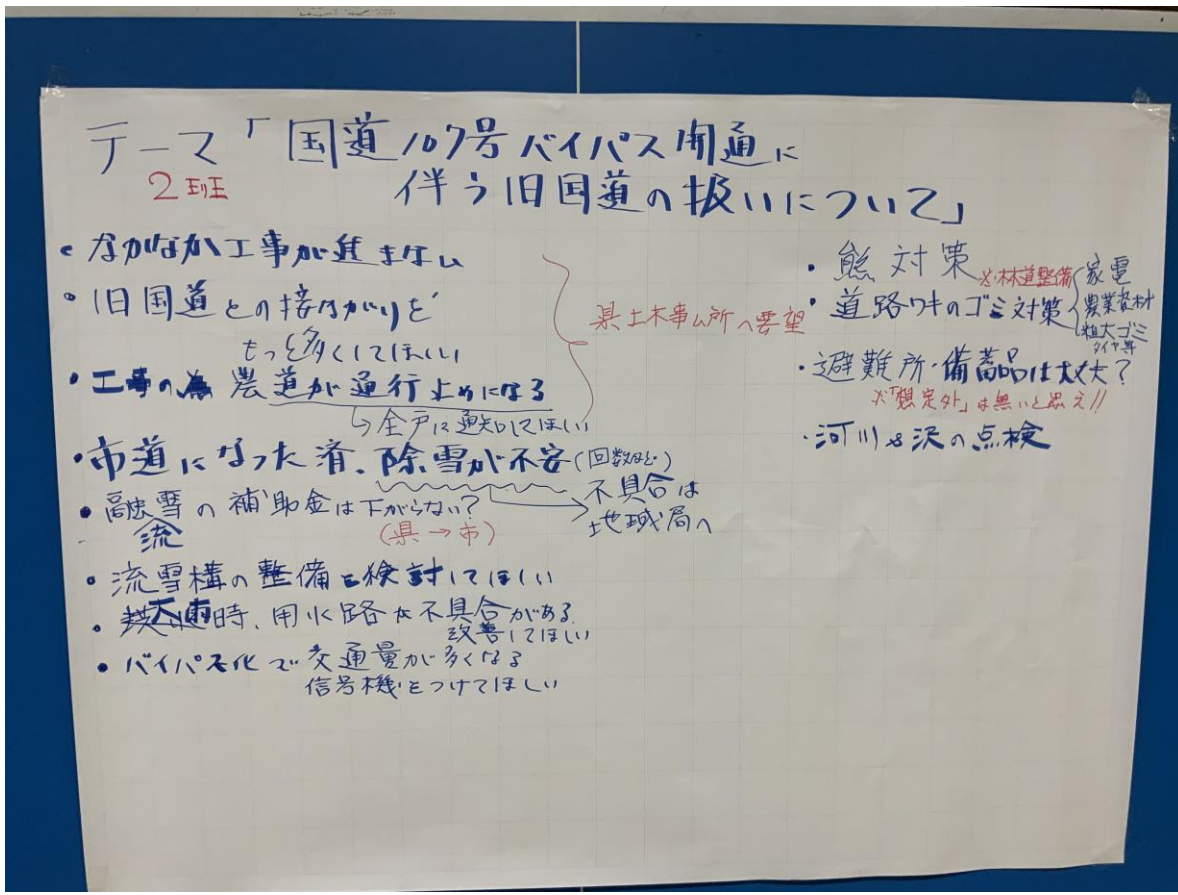 テーマ「国道107号バイパス開通に
伴う旧国道の扱いについて」
2班
・なかなか工事が進まない
・旧国道との接ながりを
もっと多くしてほしい
・工事の為 農道が通行止めになる
↳全戸に通知してほしい
県土木事ム所へ要望
・市道になった済、除雪が不安(回数など)
不具合は
地域局へ
・融雪の補助金は下がらない?
流
(県→市)
・流雪構の整備を検討してほしい
・大雨時、用水路な不具合がある
改善してほしい
・バイパス化で交通量が多くなる
信号機をつけてほしい
・熊対策
※林道整備
・道路ワキのゴミ対策
家電
農業資材
粗大ゴミ
タイヤ等
・避難所・備蓄品は大丈夫?
※「想定外」は無いと思え!!
・河川や沢の点検